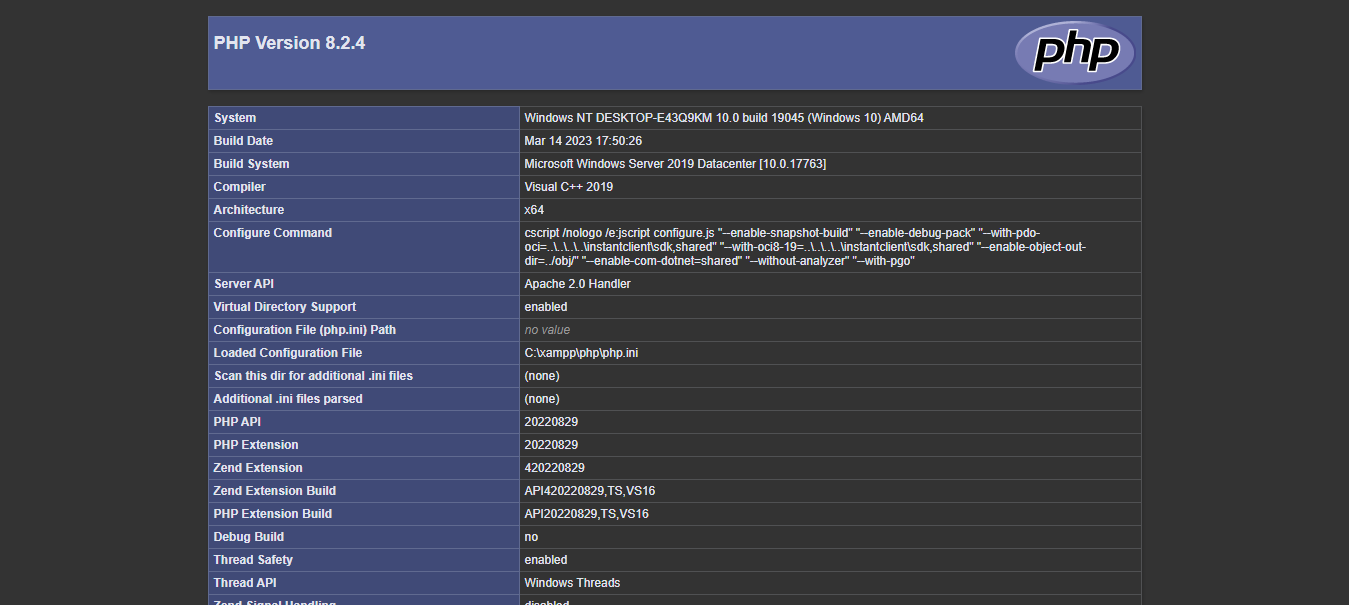 PHP Version 8.2.4
php
System Windows NT DESKTOP-E43Q9KM 10.0 build 19045 (Windows 10) AMD64
Build Date Mar 14 2023 17:50:26
Build System Microsoft Windows Server 2019 Datacenter [10.0.17763]
Compiler Visual C++ 2019
Architecture x64
Configure Command cscript /nologo /e:jscript configure.js "--enable-snapshot-build" "--enable-debug-pack" "--with-pdo-
oci=..\..\..\..\instantclient\sdk,shared" "--with-oci8-19=..\..\..\..\instantclient\sdk,shared" "--enable-object-out-
dir=../obj/" "--enable-com-dotnet=shared" "--without-analyzer" "--with-pgo"
Server API Apache 2.0 Handler
Virtual Directory Support enabled
Configuration File (php.ini) Path no value
Loaded Configuration File C:\xampp\php\php.ini
Scan this dir for additional .ini files (none)
Additional .ini files parsed (none)
PHP API 20220829
PHP Extension 20220829
Zend Extension 420220829
Zend Extension Build API420220829,TS,VS16
PHP Extension Build API20220829,TS,VS16
Debug Build no
Thread Safety enabled
Thread API Windows Threads
Zend Signal Handling disabled